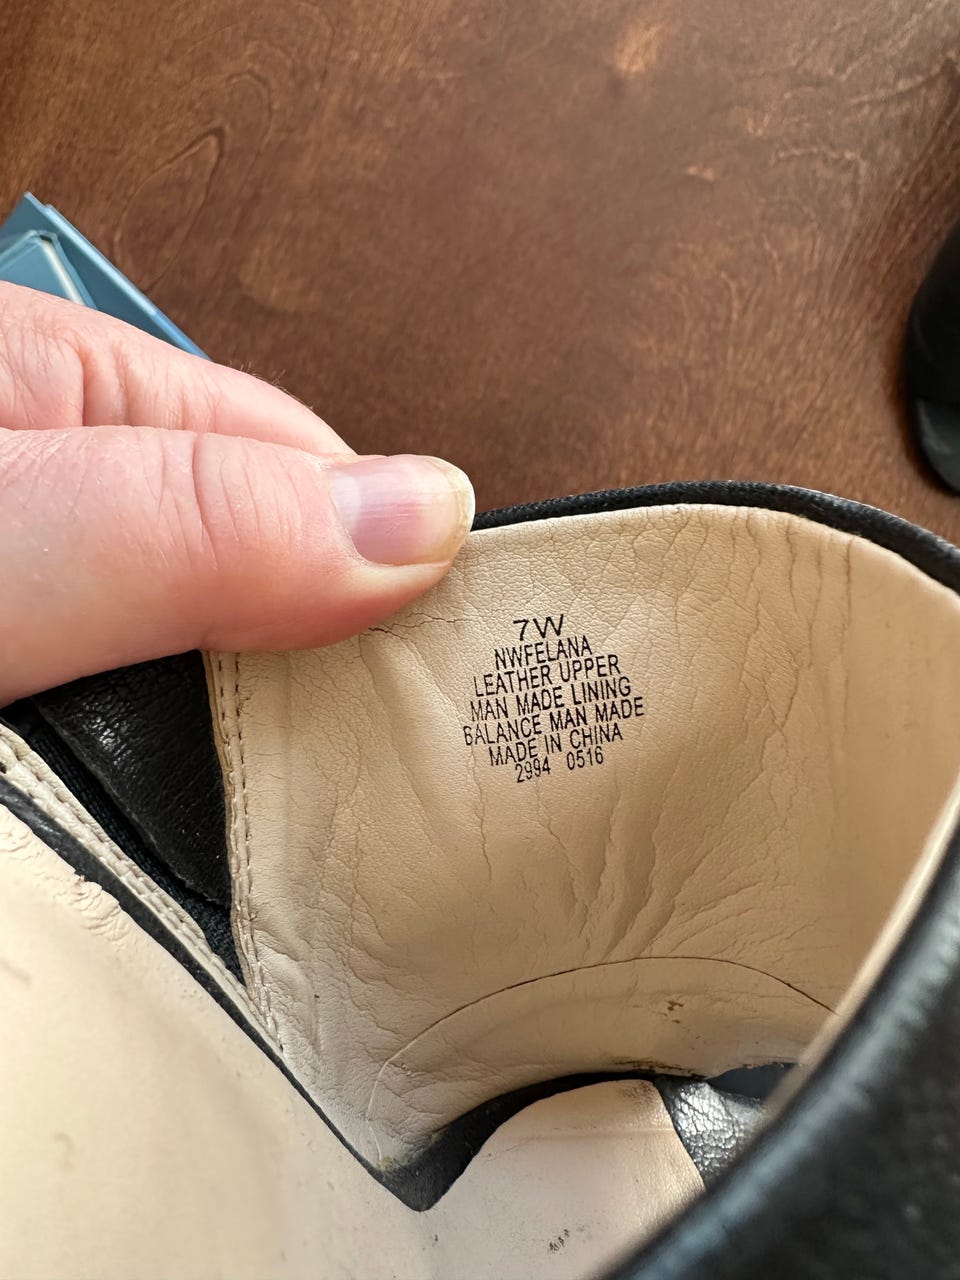 7W
NWFELANA
LEATHER UPPER
MAN MADE LINING
BALANCE MAN MADE
MADE IN CHINA
2994 0516